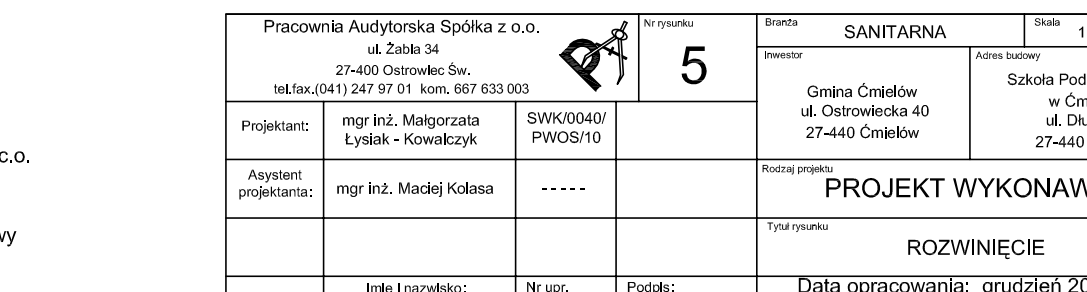 Pracownia Audytorska Spółka z o.o.
ul. Żabia 34
27-400 Ostrowiec Św.
tel.fax.(041) 247 97 01 kom. 667 633 003
Nr rysunku
5
Branża
SANITARNA
Skala
1
Inwestor
Gmina Ćmielów
ul. Ostrowiecka 40
27-440 Ćmielów
Adres budowy
Szkoła Pod
w Ćm
ul. Dłu
27-440
Projektant:
mgr inż. Małgorzata
Łysiak - Kowalczyk
SWK/0040/
PWOS/10
c.o.
Asystent
projektanta:
mgr inż. Maciej Kolasa
-----
Rodzaj projektu
PROJEKT WYKONAW
wy
Tytuł rysunku
ROZWINIĘCIE
Imię i nazwisko:
Nr upr.
Podpis:
Data opracowania: grudzień 20